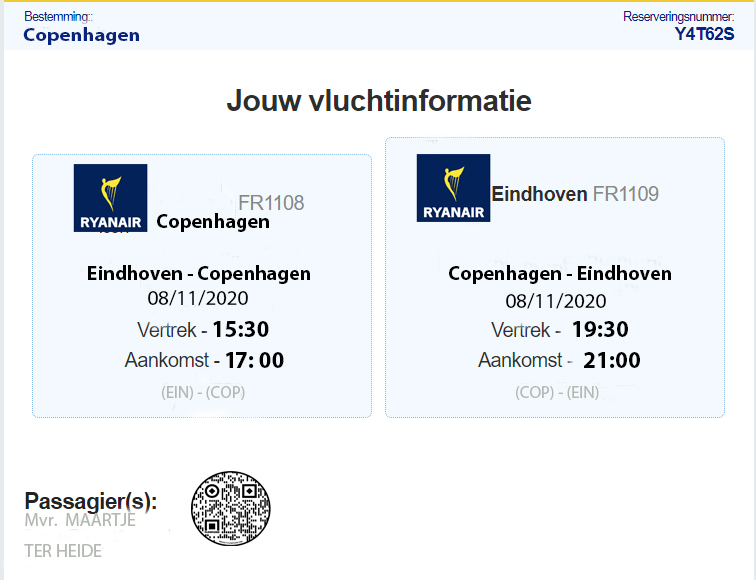 Bestemming::
Copenhagen
Reserveringsnummer:
Y4T62S
Jouw vluchtinformatie
RYANAIR
FR1108
Copenhagen
Eindhoven - Copenhagen
08/11/2020
Vertrek - 15:30
Aankomst - 17: 00
(EIN) - (COP)
RYANAIR
Eindhoven FR1109
Copenhagen - Eindhoven
08/11/2020
Vertrek - 19:30
Aankomst - 21:00
(COP) - (EIN)
Passagier(s):
Mvr. MAARTJE
TER HEIDE